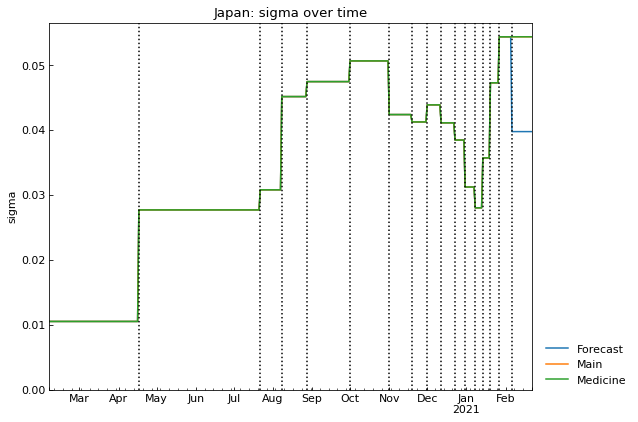 Japan: sigma over time
sigma
0.05
0.04
0.03
0.02
0.01
0.00
Mar Apr May Jun Jul Aug Sep Oct Nov Dec Jan Feb
2021
Forecast
Main
Medicine